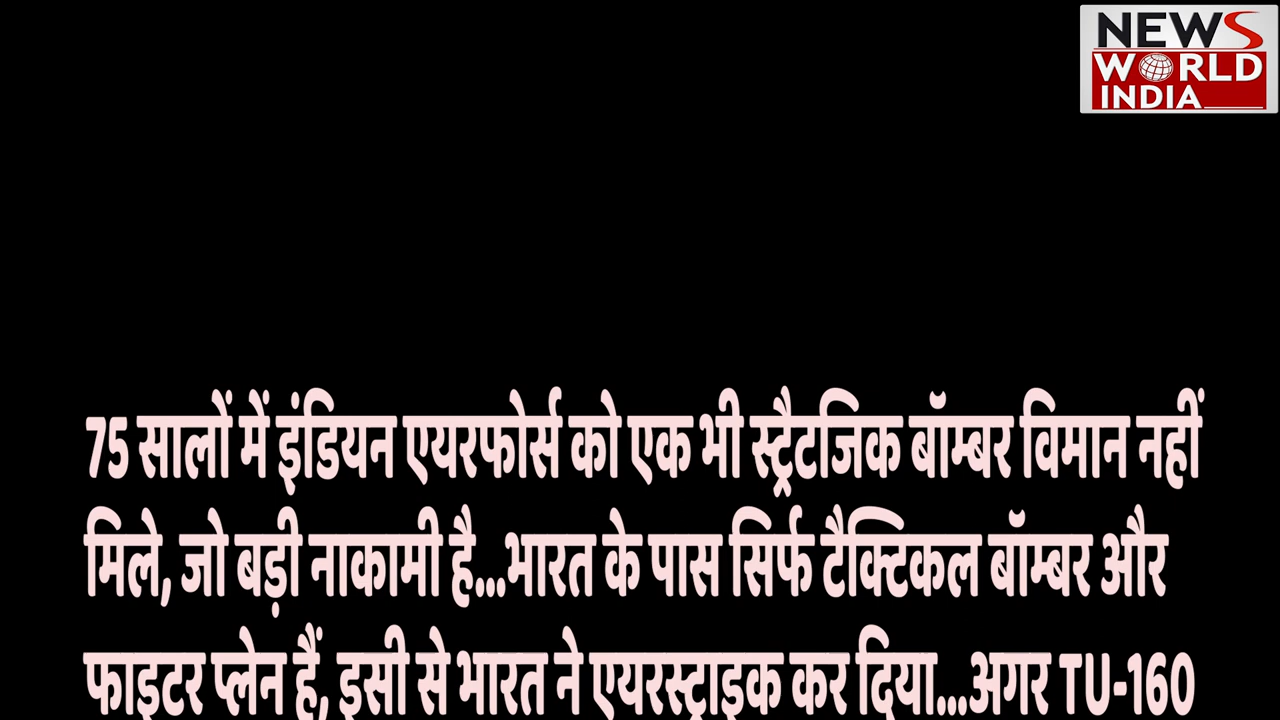 NEWS
WORLD
INDIA
75 सालों में इंडियन एयरफोर्स को एक भी स्ट्रैटजिक बॉम्बर विमान नहीं
मिले, जो बड़ी नाकामी है...भारत के पास सिर्फ टैक्टिकल बॉम्बर और
फाइटर प्लेन हैं, इसी से भारत ने एयरस्ट्राइक कर दिया...अगर TU-160